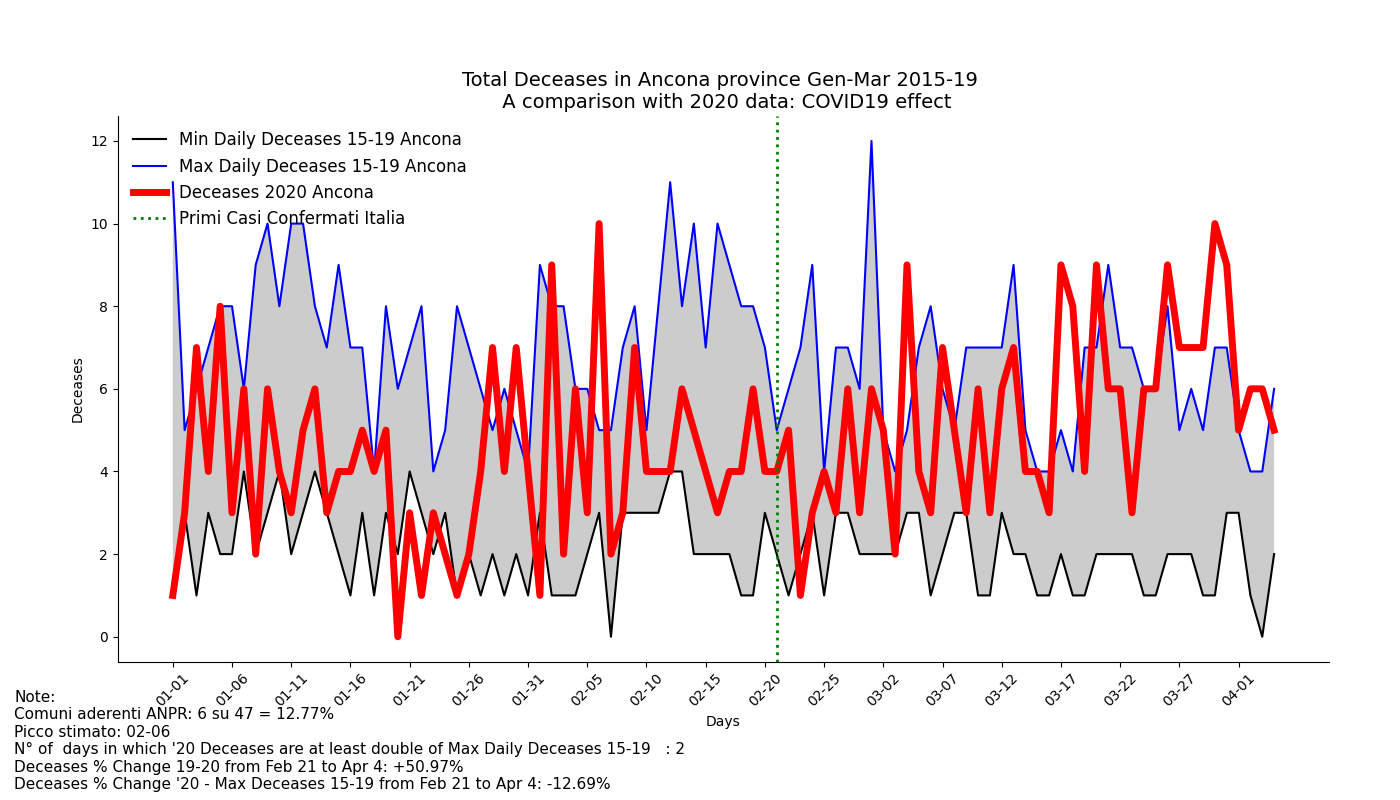 Total Deceases in Ancona province Gen-Mar 2015-19
A comparison with 2020 data: COVID19 effect
Min Daily Deceases 15-19 Ancona
Max Daily Deceases 15-19 Ancona
Deceases 2020 Ancona
Primi Casi Confermati Italia
Deceases
12
10
8
6
4
2
0
01-01
01-06
01-11
01-16
01-21
01-26
01-31
02-05
02-10
02-15
02-20
02-25
03-02
03-07
03-12
03-17
03-22
03-27
04-01
Days
Note:
Comuni aderenti ANPR: 6 su 47 = 12.77%
Picco stimato: 02-06
N° of  days in which '20 Deceases are at least double of Max Daily Deceases 15-19   : 2
Deceases % Change 19-20 from Feb 21 to Apr 4: +50.97%
Deceases % Change '20 - Max Deceases 15-19 from Feb 21 to Apr 4: -12.69%